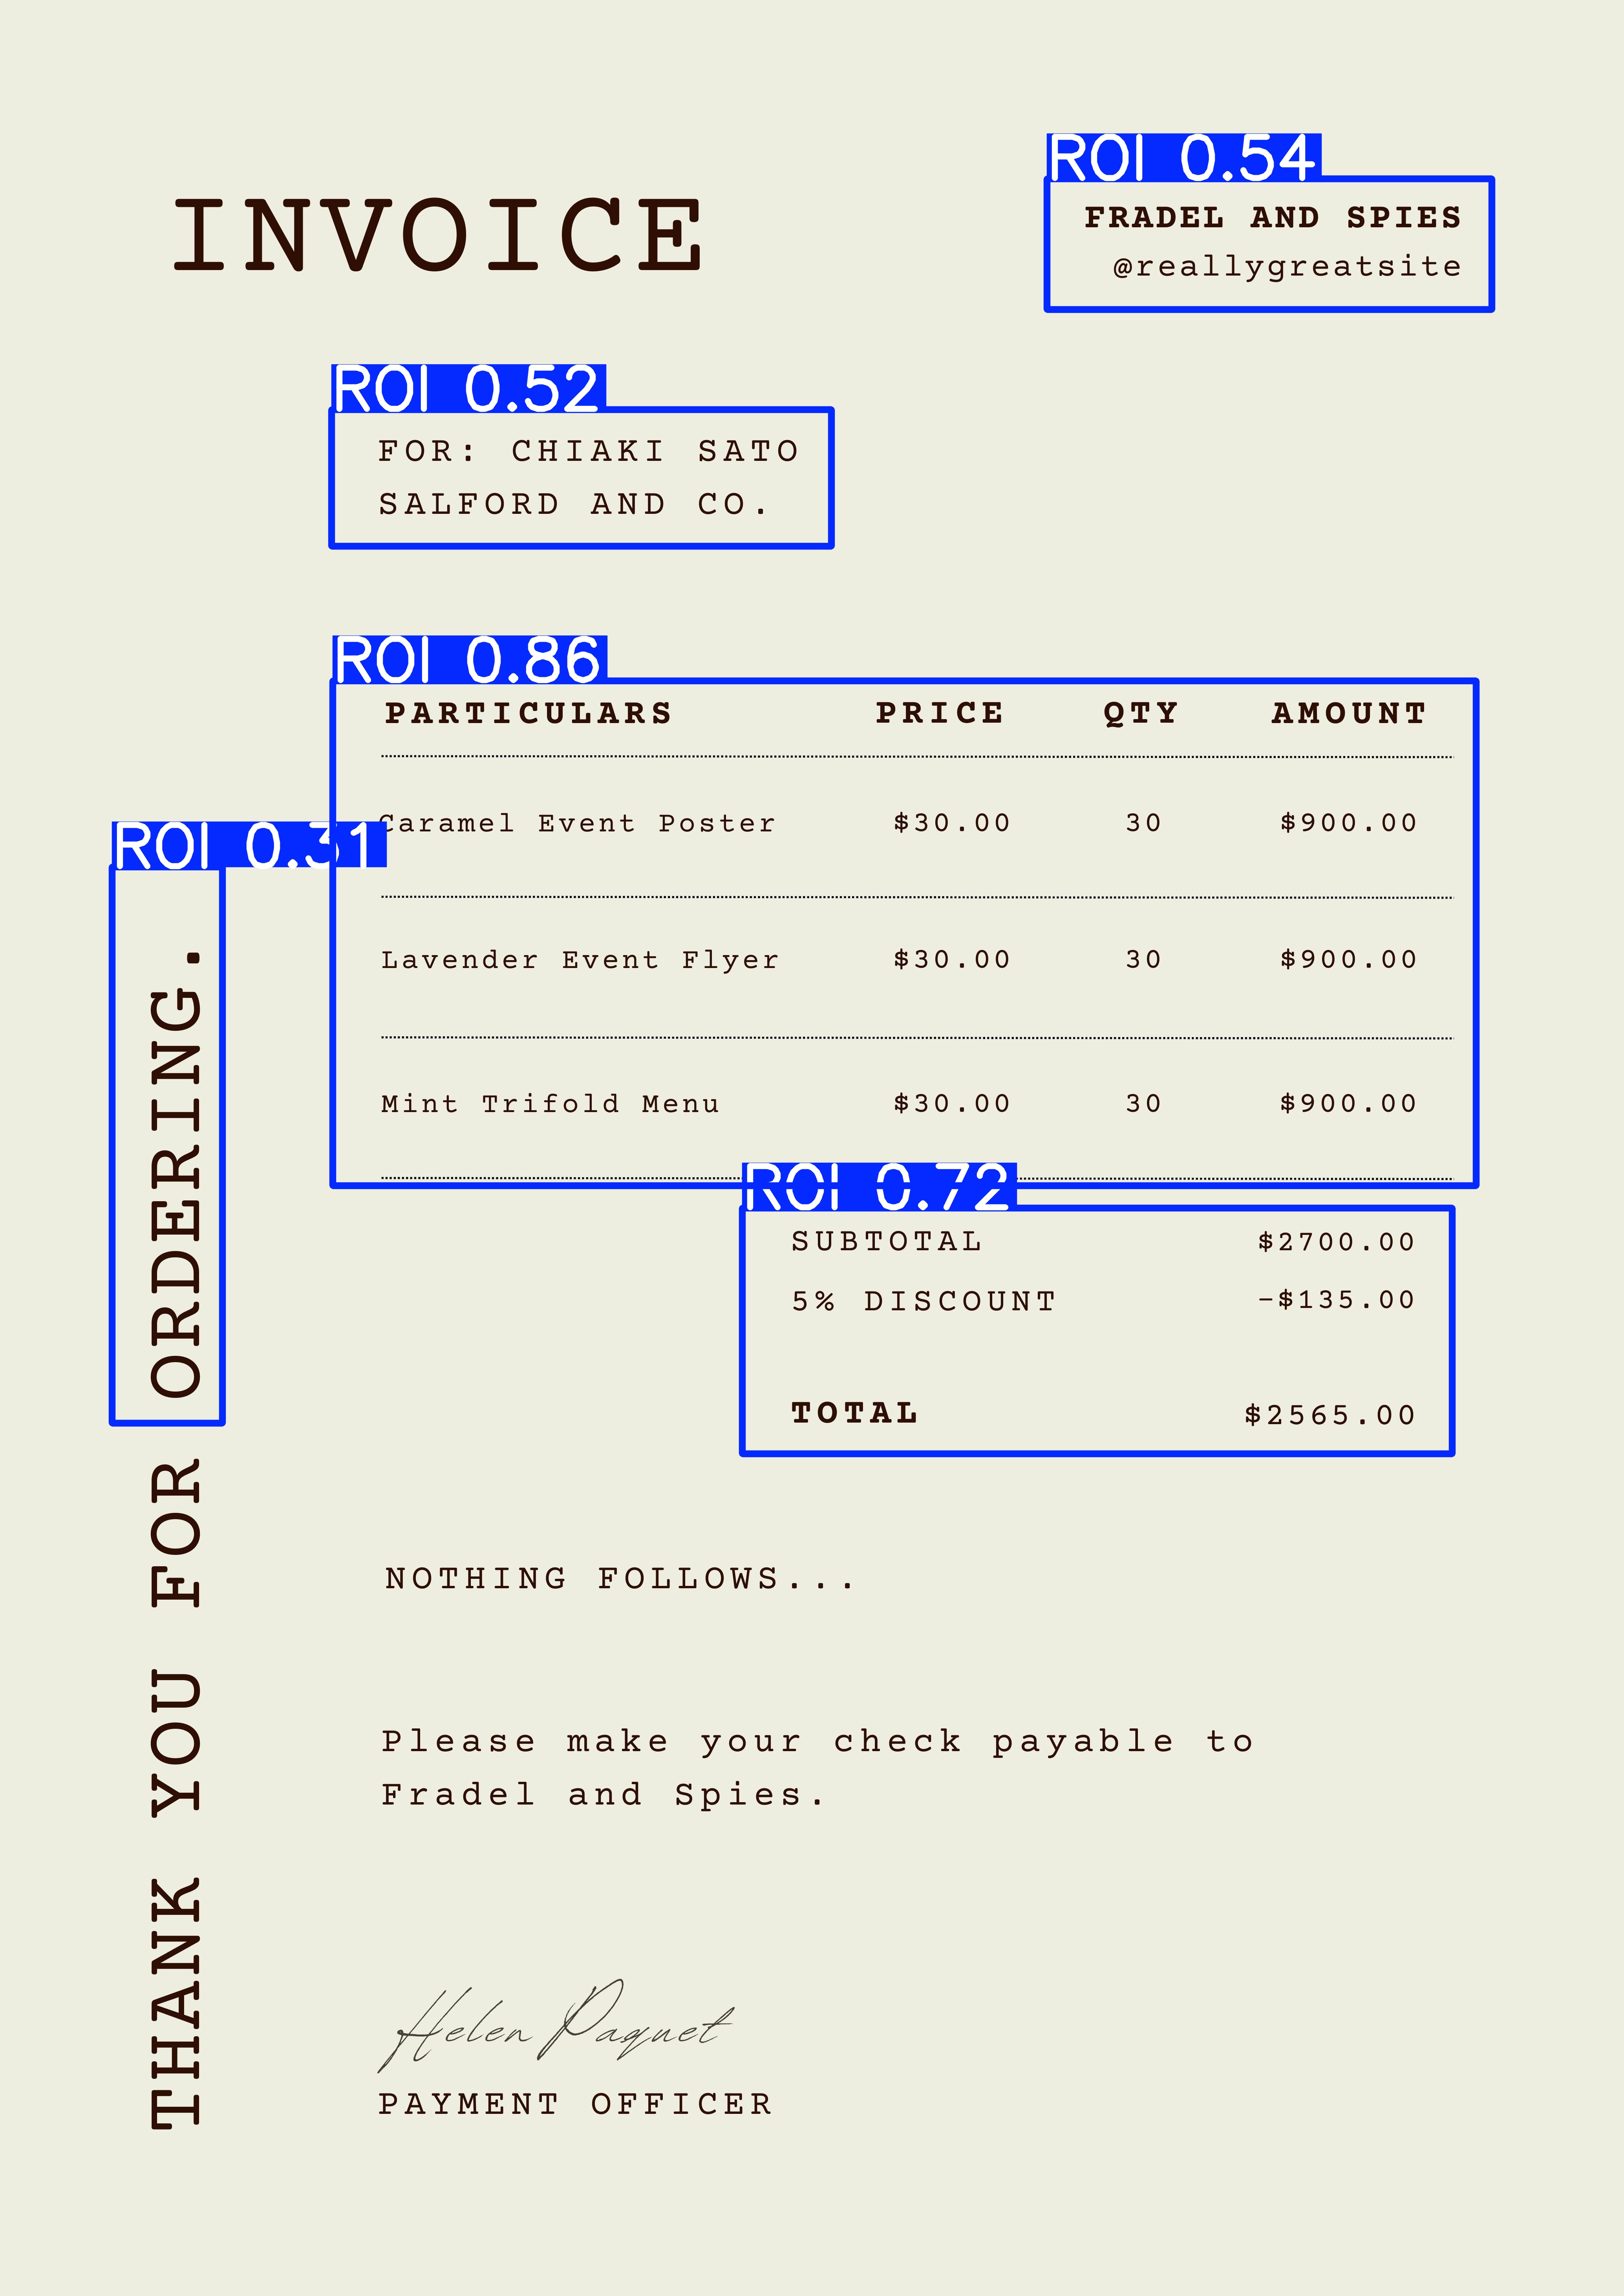 ROI 0.54
INVOICE
FRADEL AND SPIES
@reallygreatsite
ROI 0.52
FOR: CHIAKI SATO
SALFORD AND CO.
ROI 0.86
PARTICULARS PRICE QTY AMOUNT
Caramel Event Poster $30.00 30 $900.00
ROI 0.31
Lavender Event Flyer $30.00 30 $900.00
Mint Trifold Menu $30.00 30 $900.00
ROI 0.72
SUBTOTAL $2700.00
5% DISCOUNT -$135.00
TOTAL $2565.00
THANK YOU FOR ORDERING.
NOTHING FOLLOWS...
Please make your check payable to
Fradel and Spies.
Helen Paquet
PAYMENT OFFICER